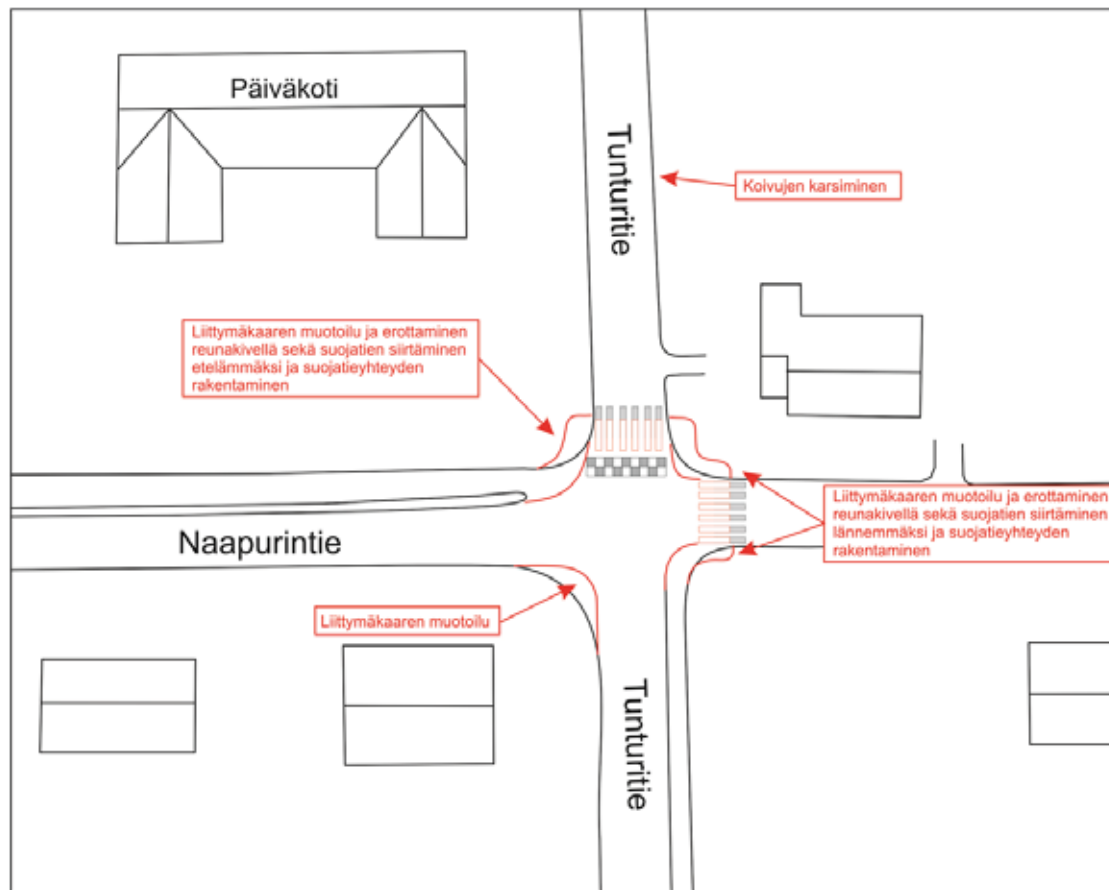 Päiväkoti
Tunturitie
Koivujen karsiminen
Liittymäkaaren muotoilu ja erottaminen
reunakivellä sekä suojatien siirtäminen
etelämmäksi ja suojatieyhteyden
rakentaminen
Liittymäkaaren muotoilu ja erottaminen
reunakivellä sekä suojatien siirtäminen
lännemmäksi ja suojatieyhteyden
rakentaminen
Naapurintie
Liittymäkaaren muotoilu
Tunturitie